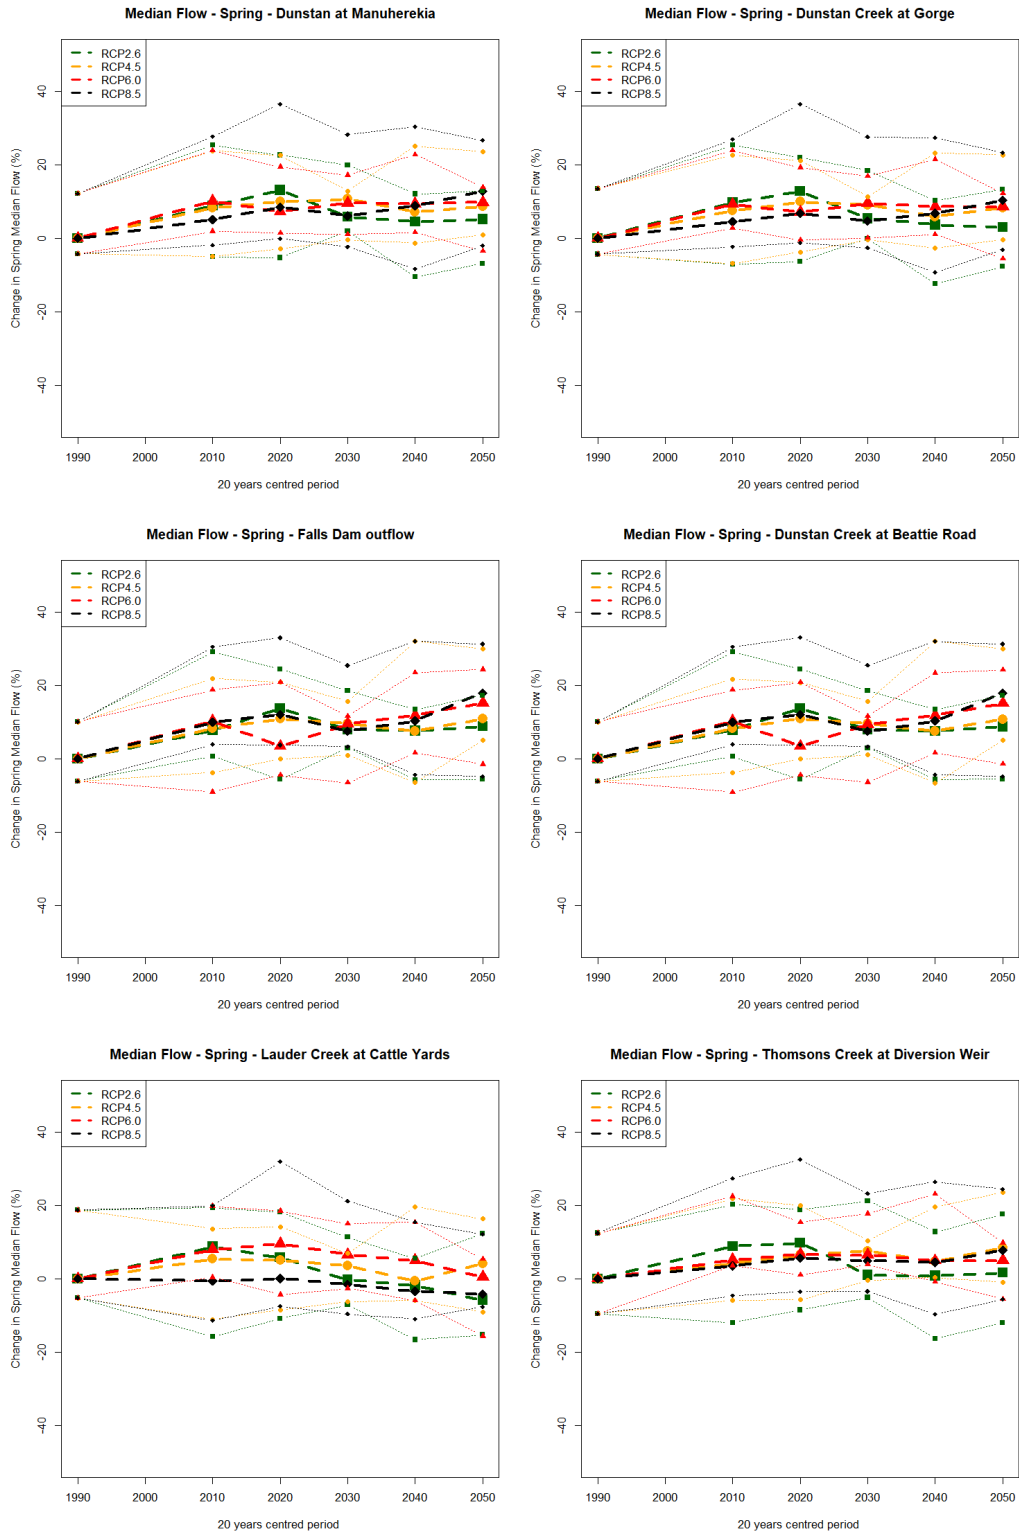 Median Flow - Spring - Dunstan at Manuherekia
RCP2.6
RCP4.5
RCP6.0
RCP8.5
Change in Spring Median Flow (%)
40
20
0
-20
-40
1990 2000 2010 2020 2030 2040 2050
20 years centred period
Median Flow - Spring - Dunstan Creek at Gorge
RCP2.6
RCP4.5
RCP6.0
RCP8.5
Change in Spring Median Flow (%)
40
20
0
-20
-40
1990 2000 2010 2020 2030 2040 2050
20 years centred period
Median Flow - Spring - Falls Dam outflow
RCP2.6
RCP4.5
RCP6.0
RCP8.5
Change in Spring Median Flow (%)
40
20
0
-20
-40
1990 2000 2010 2020 2030 2040 2050
20 years centred period
Median Flow - Spring - Dunstan Creek at Beattie Road
RCP2.6
RCP4.5
RCP6.0
RCP8.5
Change in Spring Median Flow (%)
40
20
0
-20
-40
1990 2000 2010 2020 2030 2040 2050
20 years centred period
Median Flow - Spring - Lauder Creek at Cattle Yards
RCP2.6
RCP4.5
RCP6.0
RCP8.5
Change in Spring Median Flow (%)
40
20
0
-20
-40
1990 2000 2010 2020 2030 2040 2050
20 years centred period
Median Flow - Spring - Thomsons Creek at Diversion Weir
RCP2.6
RCP4.5
RCP6.0
RCP8.5
Change in Spring Median Flow (%)
40
20
0
-20
-40
1990 2000 2010 2020 2030 2040 2050
20 years centred period